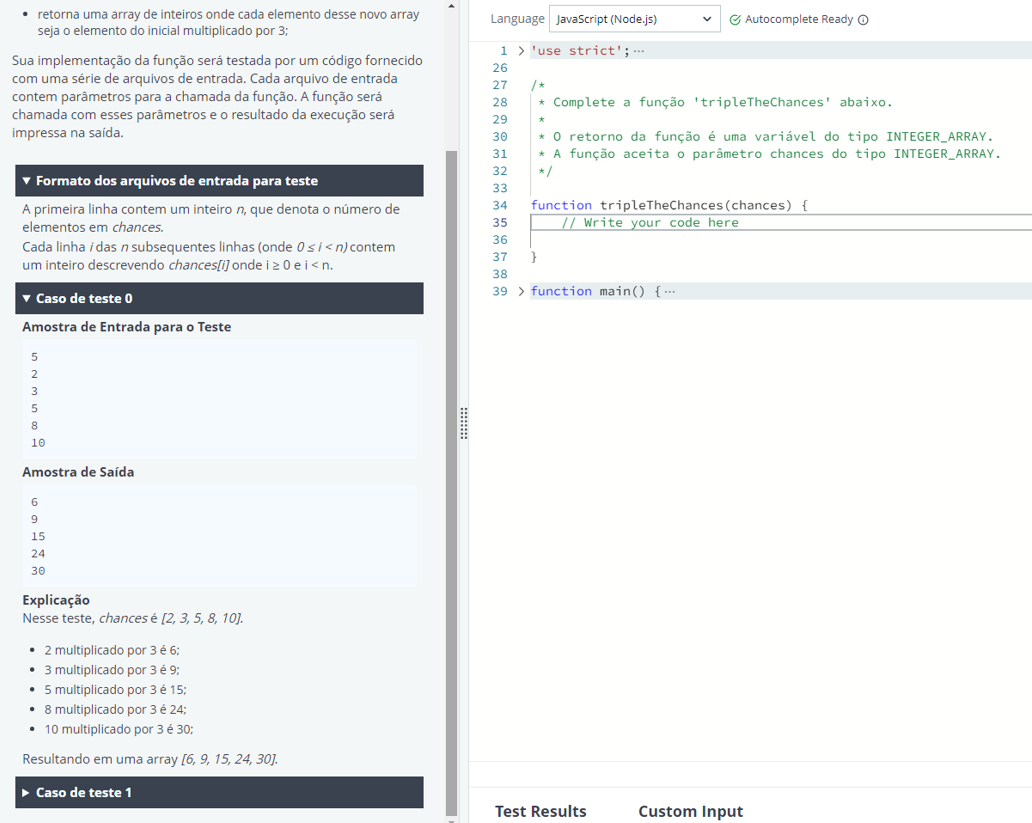 • retorna uma array de inteiros onde cada elemento desse novo array
seja o elemento do inicial multiplicado por 3;
Sua implementação da função será testada por um código fornecido
com uma série de arquivos de entrada. Cada arquivo de entrada
contem parâmetros para a chamada da função. A função será
chamada com esses parâmetros e o resultado da execução será
impressa na saída.
▼ Formato dos arquivos de entrada para teste
A primeira linha contem um inteiro n, que denota o número de
elementos em chances.
Cada linha i das n subsequentes linhas (onde 0 ≤ i < n) contem
um inteiro descrevendo chances[i] onde i ≥ 0 e i < n.
▼ Caso de teste 0
Amostra de Entrada para o Teste
5
2
3
5
8
10
Amostra de Saída
6
9
15
24
30
Explicação
Nesse teste, chances é [2, 3, 5, 8, 10].
• 2 multiplicado por 3 é 6;
• 3 multiplicado por 3 é 9;
• 5 multiplicado por 3 é 15;
• 8 multiplicado por 3 é 24;
• 10 multiplicado por 3 é 30;
Resultando em uma array [6, 9, 15, 24, 30].
▶ Caso de teste 1
Language JavaScript (Node.js) Autocomplete Ready
1 > 'use strict'; ⋯
26
27 /*
28 * Complete a função 'tripleTheChances' abaixo.
29 *
30 * O retorno da função é uma variável do tipo INTEGER_ARRAY.
31 * A função aceita o parâmetro chances do tipo INTEGER_ARRAY.
32 */
33
34 function tripleTheChances(chances) {
35 // Write your code here
36
37 }
38
39 > function main() { ⋯
Test Results Custom Input